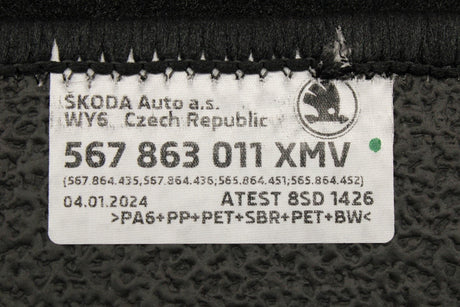 ŠKODA Auto a.s.
WY6 Czech Republic
567 863 011 XMV
(567.864.435;567.864.436;565.864.451;565.864.452)
04.01.2024 ATEST 8SD 1426
>PA6+PP+PET+SBR+PET+BW<